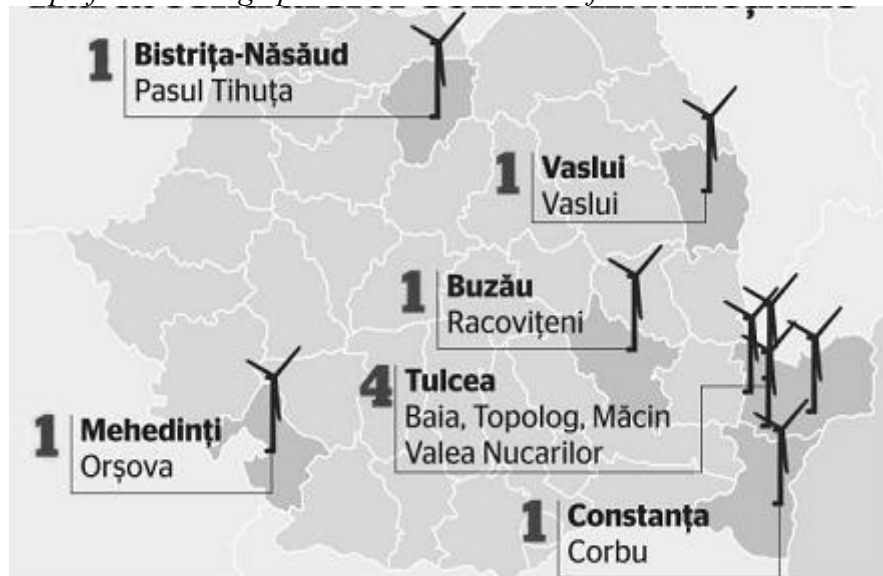 1 Bistrița-Năsăud
Pasul Tihuța
1 Vaslui
Vaslui
1 Buzău
Racovițeni
4 Tulcea
Baia, Topolog, Măcin
Valea Nucarilor
1 Mehedinți
Orșova
1 Constanța
Corbu